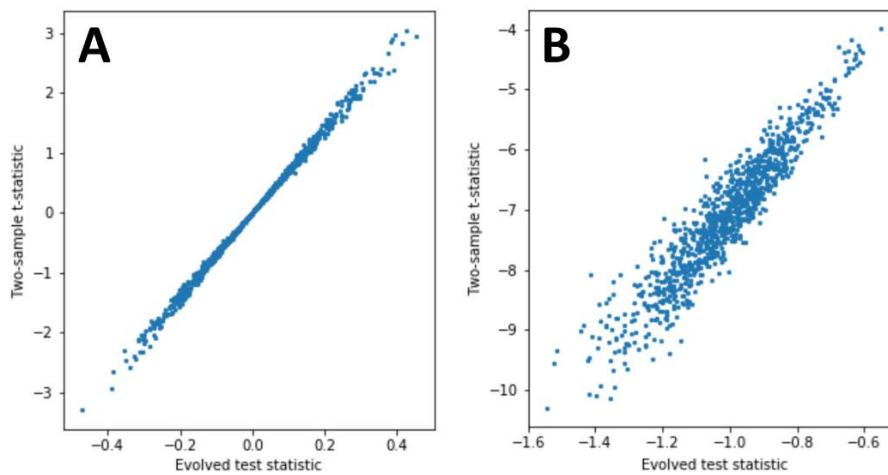 A
Two-sample t-statistic
3
2
1
0
−1
−2
−3
−0.4 −0.2 0.0 0.2 0.4
Evolved test statistic
B
Two-sample t-statistic
−4
−5
−6
−7
−8
−9
−10
−1.6 −1.4 −1.2 −1.0 −0.8 −0.6
Evolved test statistic